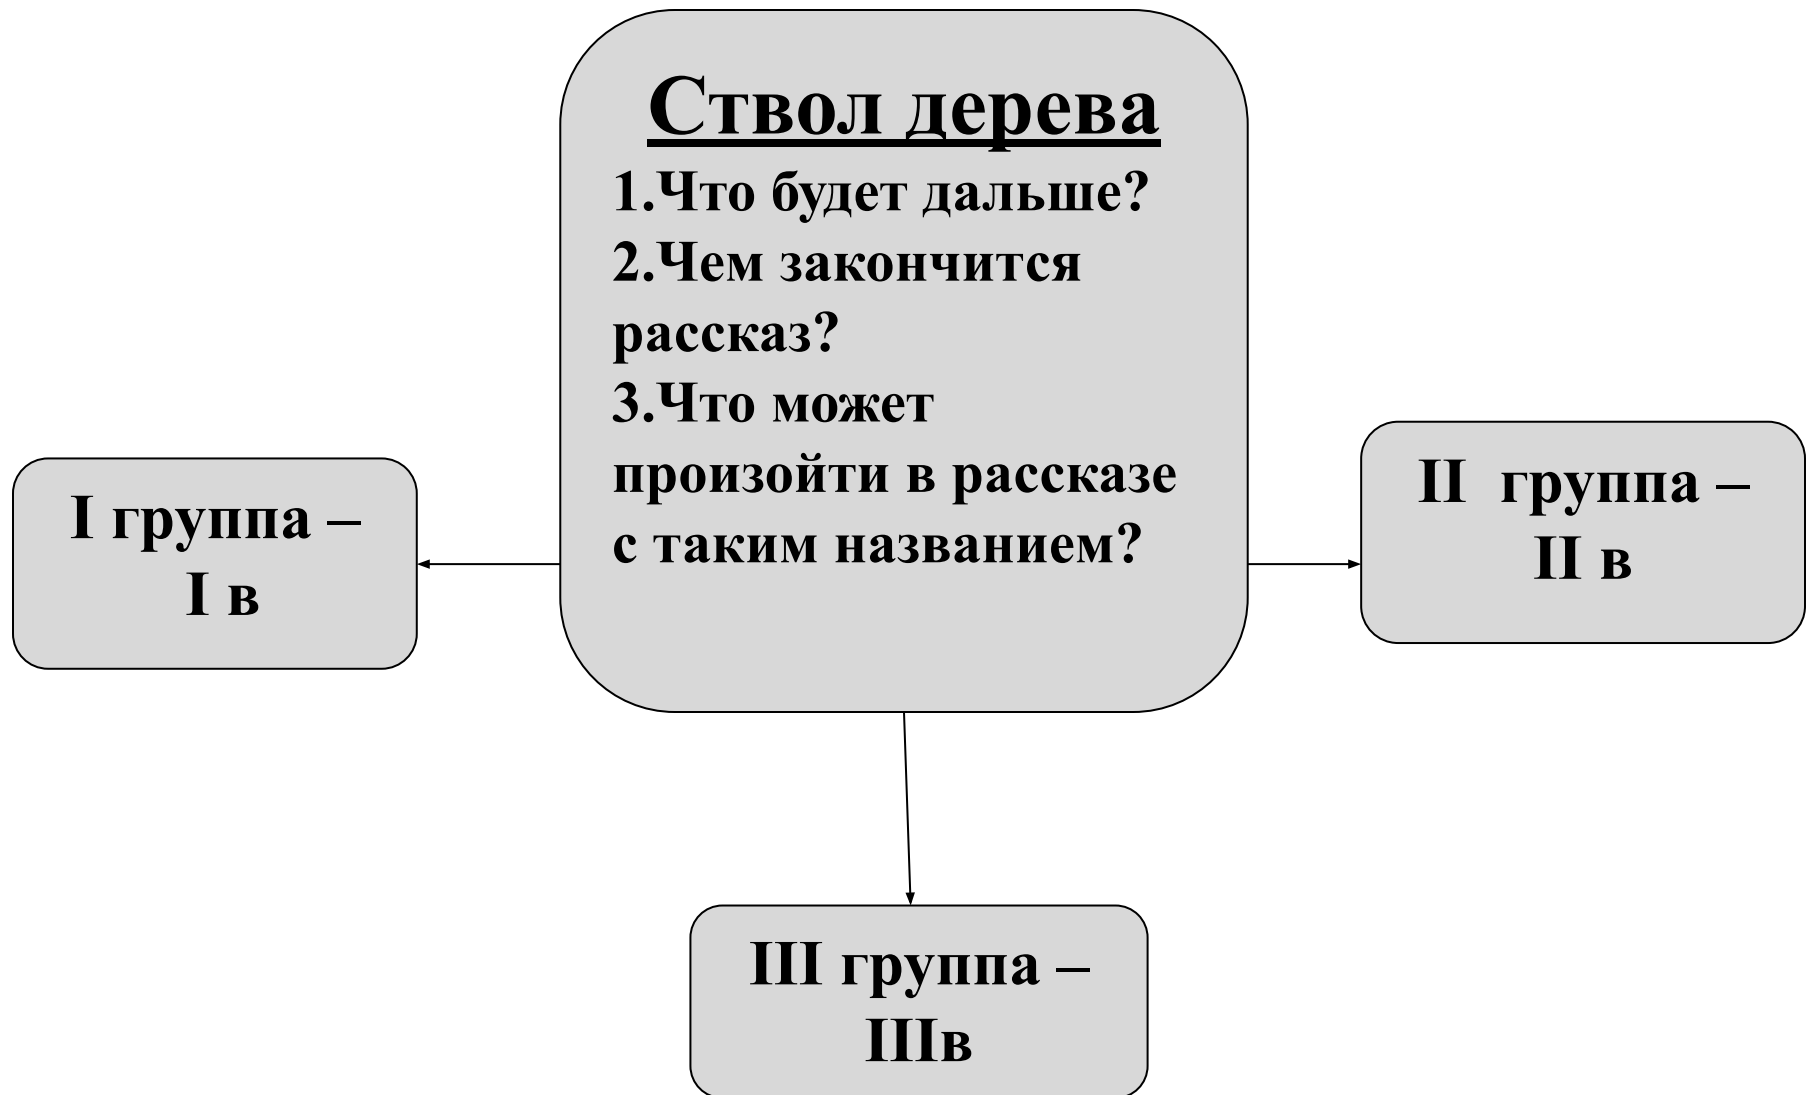 Ствол дерева
1.Что будет дальше?
2.Чем закончится
рассказ?
3.Что может
произойти в рассказе
с таким названием?
I группа –
I в
II  группа –
II в
III группа –
IIIв